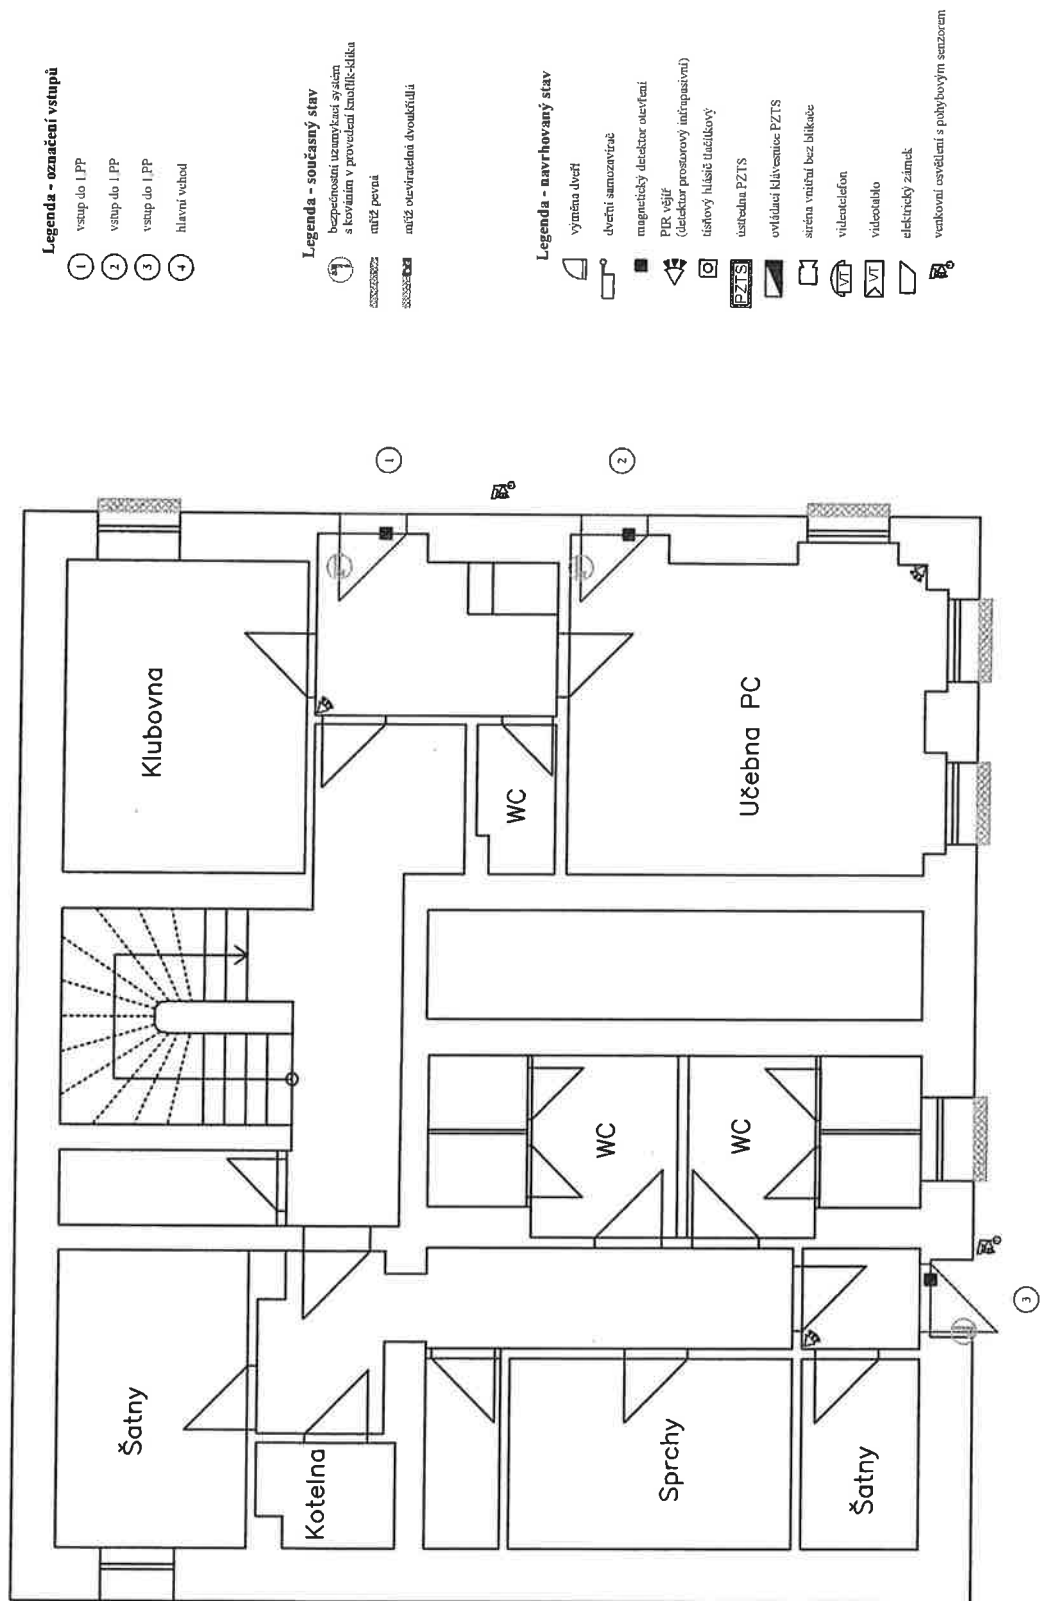 Legenda - označení vstupů
1 vstup do 1.PP
2 vstup do 1.PP
3 vstup do 1.PP
4 hlavní vchod
Legenda - současný stav
bezpečnostní uzamykací systém
s kováním v provedení knoflík-klika
mříž pevná
mříž otevíratelná dvoukřídlá
Legenda - navrhovaný stav
výměna dveří
dveřní samozavírač
magnetický detektor otevření
PIR vějíř
(detektor prostorový infrapasivní)
tísňový hlásič tlačítkový
PZTS ústředna PZTS
ovládací klávesnice PZTS
siréna vnitřní bez blikače
VT videotelefon
VT videotablo
elektrický zámek
venkovní osvětlení s pohybovým senzorem
Klubovna
1
2
WC
Učebna PC
WC
WC
Šatny
Kotelna
Sprchy
Šatny
3